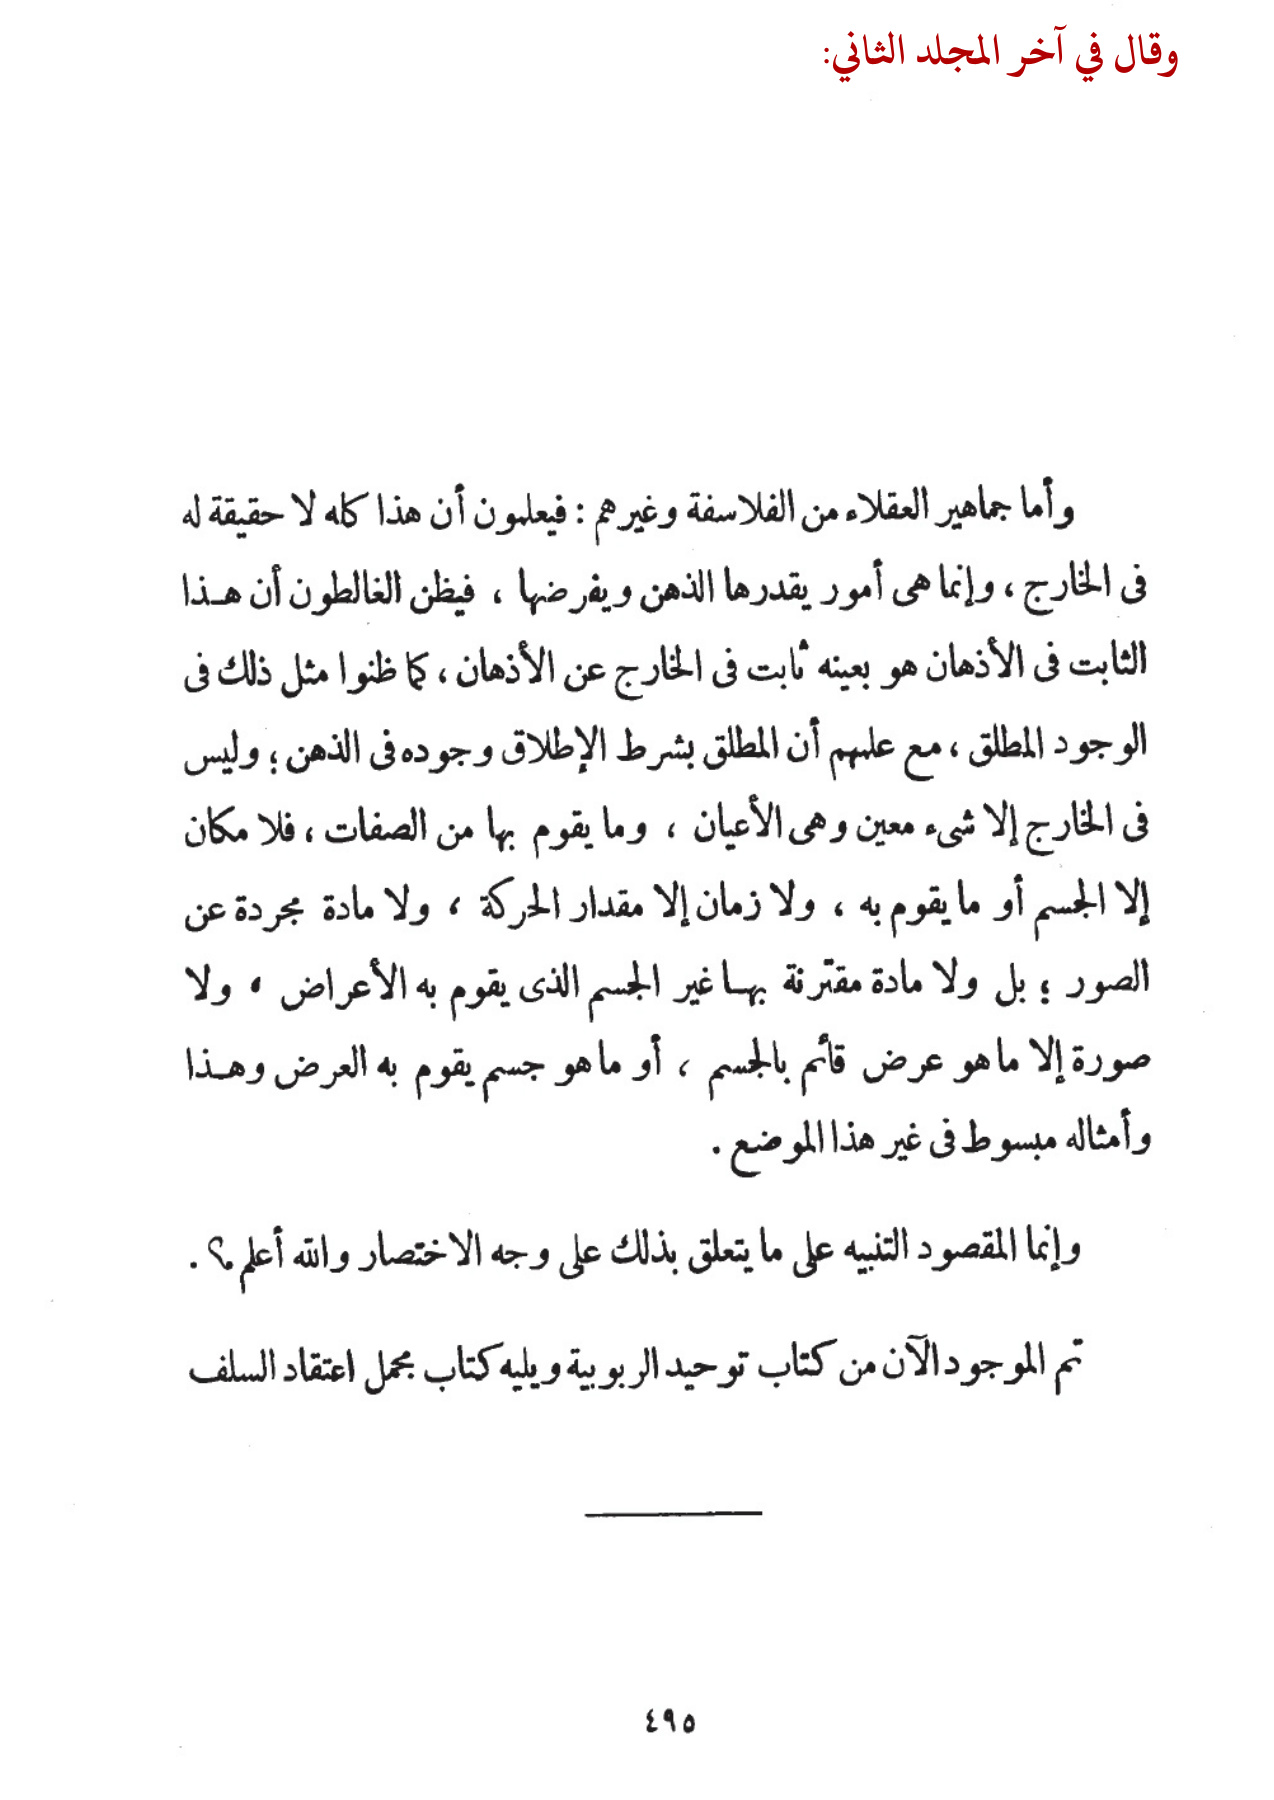 وقال في آخر المجلد الثاني:
وأما جماهير العقلاء من الفلاسفة وغيرهم : فيعلمون أن هذا كله لا حقيقة له
فى الخارج ، وإنما هى أمور يقدرها الذهن ويفرضها ، فيظن الغالطون أن هـذا
الثابت فى الأذهان هو بعينه ثابت فى الخارج عن الأذهان ، كما ظنوا مثل ذلك فى
الوجود المطلق ، مع علمهم أن المطلق بشرط الإطلاق وجوده فى الذهن ؛ وليس
فى الخارج إلا شىء معين وهى الأعيان ، وما يقوم بها من الصفات ، فلا مكان
إلا الجسم أو ما يقوم به ، ولا زمان إلا مقدار الحركة ، ولا مادة مجردة عن
الصور ؛ بل ولا مادة مقترنة بهـا غير الجسم الذى يقوم به الأعراض ، ولا
صورة إلا ما هو عرض قائم بالجسم ، أو ما هو جسم يقوم به العرض وهـذا
وأمثاله مبسوط فى غير هذا الموضع .
وإنما المقصود التنبيه على ما يتعلق بذلك على وجه الاختصار والله أعلم .؟ .
تم الموجود الآن من كتاب توحيد الربوبية ويليه كتاب مجمل اعتقاد السلف
٤٩٥